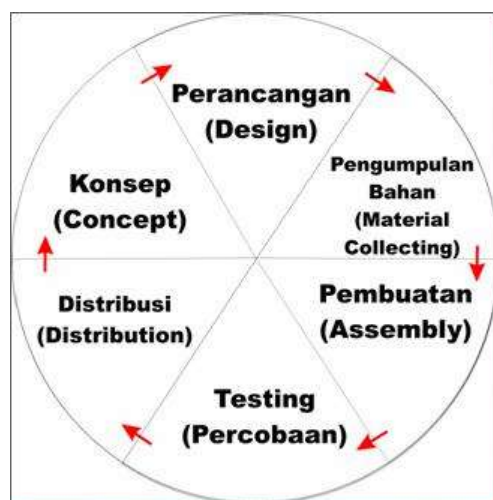 Perancangan
(Design)
Pengumpulan
Bahan
(Material
Collecting)
Pembuatan
(Assembly)
Testing
(Percobaan)
Distribusi
(Distribution)
Konsep
(Concept)